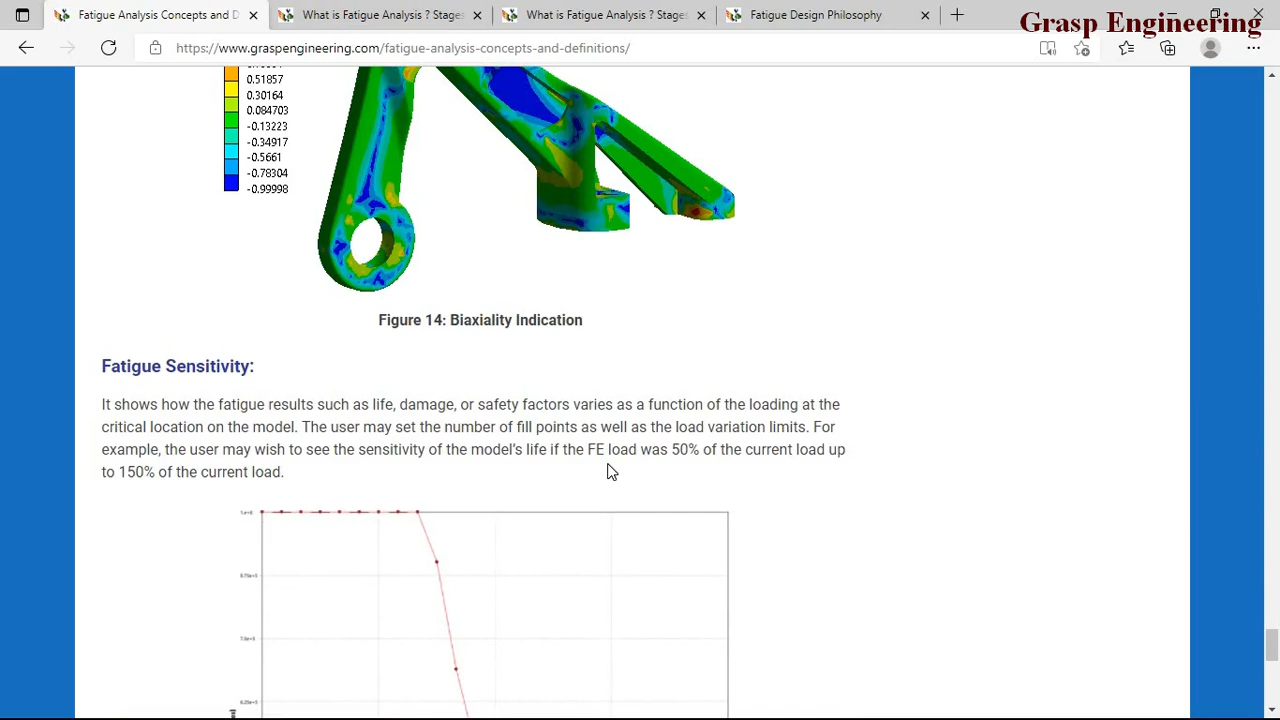 Fatigue Analysis Concepts and D
What is Fatigue Analysis ? Stages
What is Fatigue Analysis ? Stages
Fatigue Design Philosophy
Grasp Engineering
https://www.graspengineering.com/fatigue-analysis-concepts-and-definitions/
0.51857
0.30164
0.084703
-0.13223
-0.34917
-0.5661
-0.78304
-0.99998
Figure 14: Biaxiality Indication
Fatigue Sensitivity:
It shows how the fatigue results such as life, damage, or safety factors varies as a function of the loading at the
critical location on the model. The user may set the number of fill points as well as the load variation limits. For
example, the user may wish to see the sensitivity of the model's life if the FE load was 50% of the current load up
to 150% of the current load.